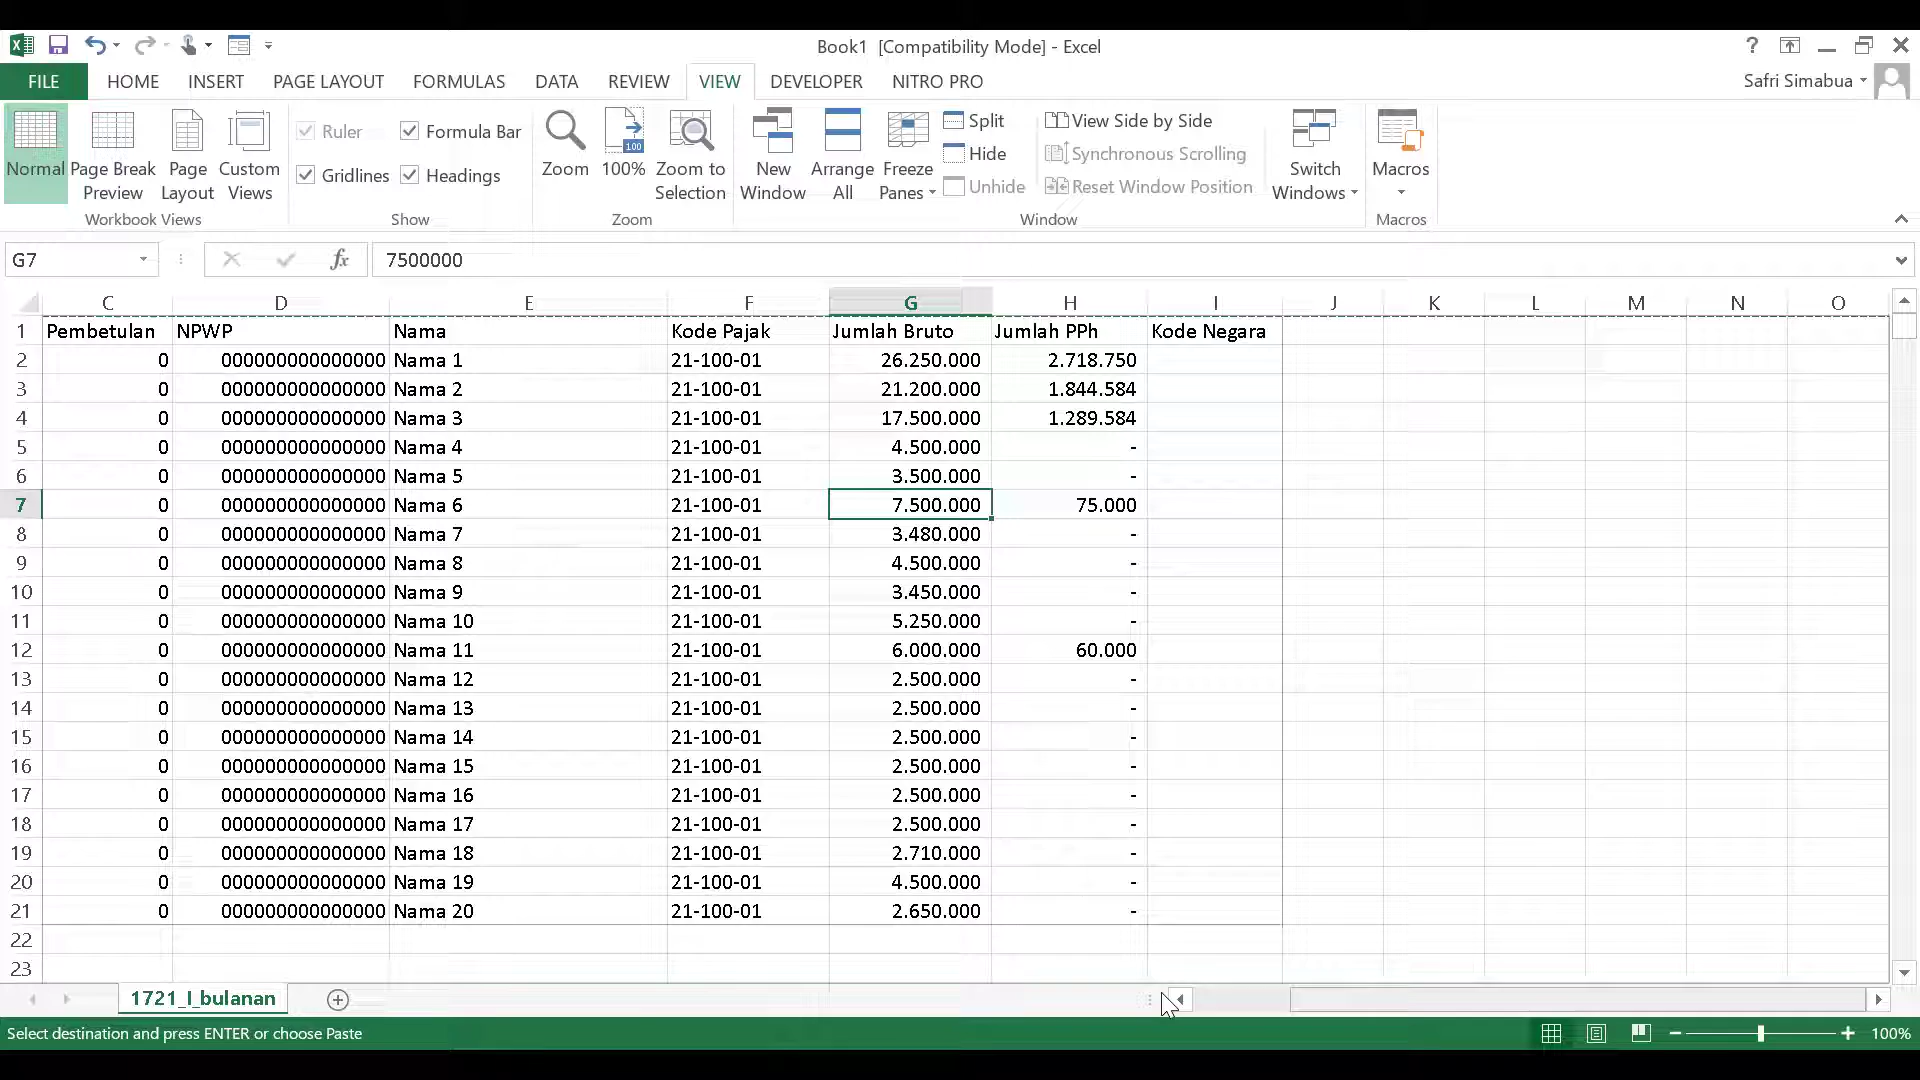 Book1 [Compatibility Mode] - Excel
FILE HOME INSERT PAGE LAYOUT FORMULAS DATA REVIEW VIEW DEVELOPER NITRO PRO Safri Simabua
Normal Page Break Preview Page Layout Custom Views Ruler Formula Bar Gridlines Headings Zoom 100% Zoom to Selection New Window Arrange All Freeze Panes Split Hide Unhide View Side by Side Synchronous Scrolling Reset Window Position Switch Windows Macros
Workbook Views Show Zoom Window Macros
G7 fx 7500000
C D E F G H I J K L M N O
1 Pembetulan NPWP Nama Kode Pajak Jumlah Bruto Jumlah PPh Kode Negara
2 0 000000000000000 Nama 1 21-100-01 26.250.000 2.718.750
3 0 000000000000000 Nama 2 21-100-01 21.200.000 1.844.584
4 0 000000000000000 Nama 3 21-100-01 17.500.000 1.289.584
5 0 000000000000000 Nama 4 21-100-01 4.500.000 -
6 0 000000000000000 Nama 5 21-100-01 3.500.000 -
7 0 000000000000000 Nama 6 21-100-01 7.500.000 75.000
8 0 000000000000000 Nama 7 21-100-01 3.480.000 -
9 0 000000000000000 Nama 8 21-100-01 4.500.000 -
10 0 000000000000000 Nama 9 21-100-01 3.450.000 -
11 0 000000000000000 Nama 10 21-100-01 5.250.000 -
12 0 000000000000000 Nama 11 21-100-01 6.000.000 60.000
13 0 000000000000000 Nama 12 21-100-01 2.500.000 -
14 0 000000000000000 Nama 13 21-100-01 2.500.000 -
15 0 000000000000000 Nama 14 21-100-01 2.500.000 -
16 0 000000000000000 Nama 15 21-100-01 2.500.000 -
17 0 000000000000000 Nama 16 21-100-01 2.500.000 -
18 0 000000000000000 Nama 17 21-100-01 2.500.000 -
19 0 000000000000000 Nama 18 21-100-01 2.710.000 -
20 0 000000000000000 Nama 19 21-100-01 4.500.000 -
21 0 000000000000000 Nama 20 21-100-01 2.650.000 -
22
23
1721_I_bulanan
Select destination and press ENTER or choose Paste 100%